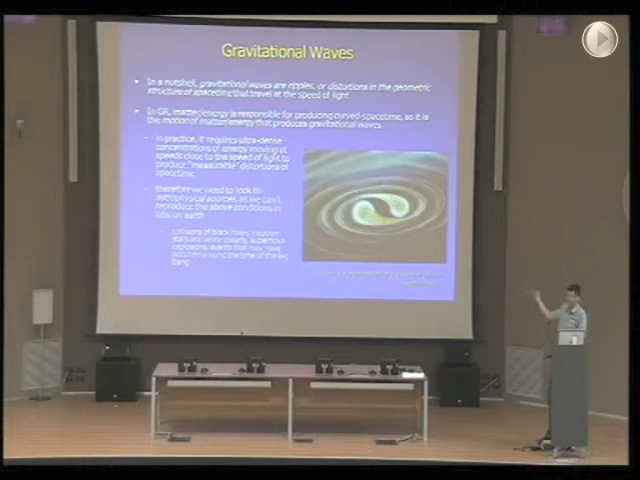 Gravitational Waves
In a nutshell, gravitational waves are ripples, or distortions in the geometric
structure of spacetime that travel at the speed of light
In GR, matter/energy is responsible for producing curved spacetime, so it is
the motion of matter/energy that produces gravitational waves
in practice, it requires ultra-dense
concentrations of energy moving at
speeds close to the speed of light to
produce "measurable" distortions of
spacetime
therefore we need to look to
astrophysical sources, as we can't
reproduce the above conditions in
labs on earth
collisions of black holes, neutron
stars and white dwarfs, supernova
explosions, events that may have
occurred around the time of the Big
Bang